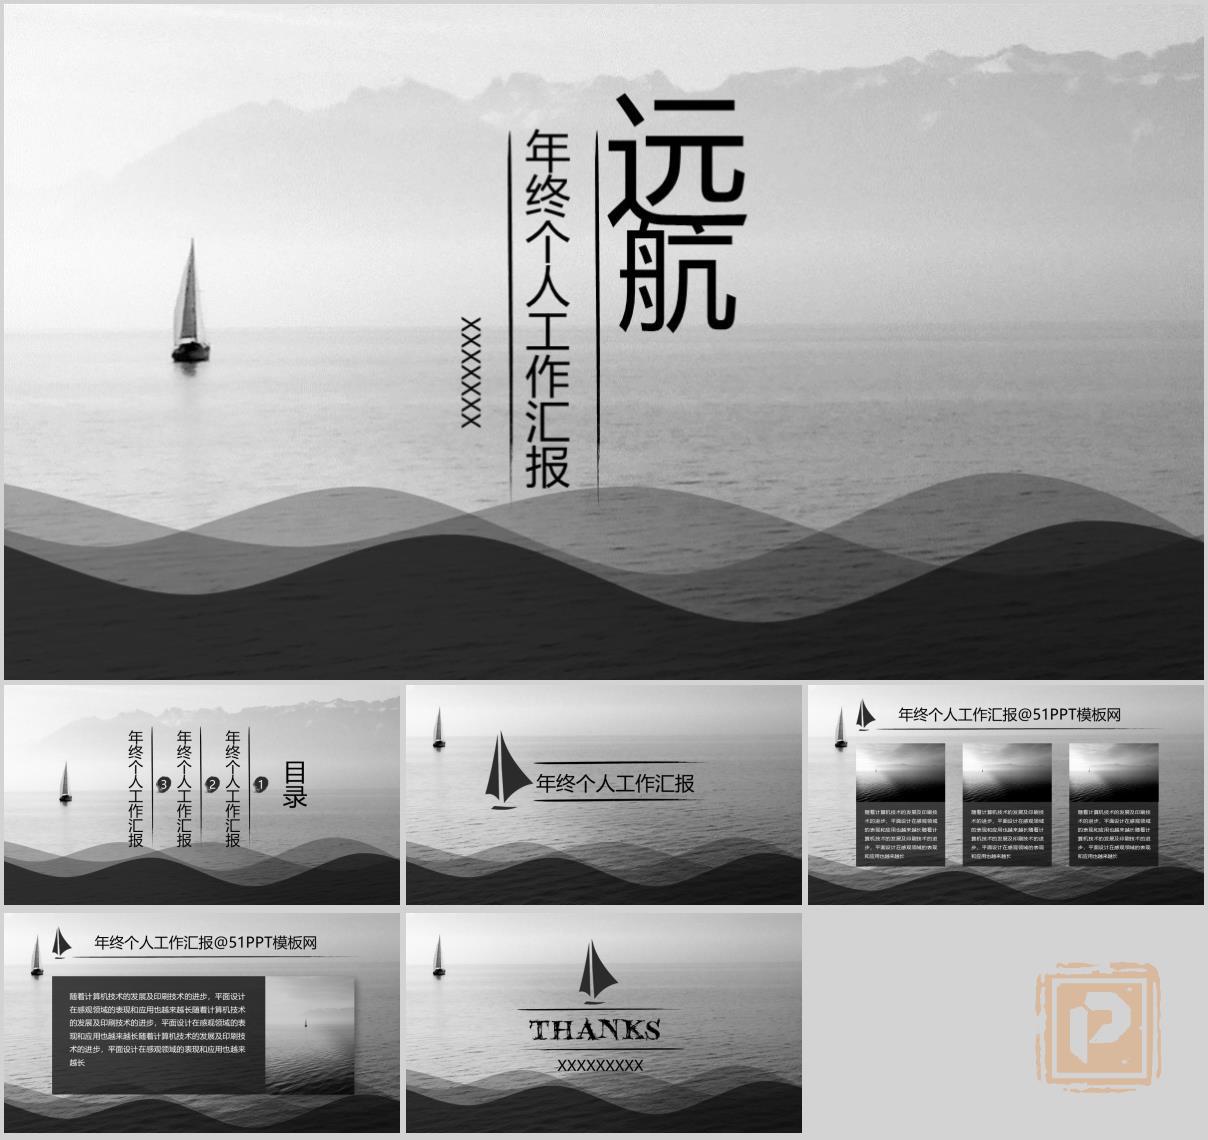 远航
年终个人工作汇报
XXXXXXX
目录
1
年终个人工作汇报
2
年终个人工作汇报
3
年终个人工作汇报
年终个人工作汇报
年终个人工作汇报@51PPT模板网
随着计算机技术的发展及印刷技
术的进步，平面设计在感观领域
的表现和应用也越来越长随着计
算机技术的发展及印刷技术的进
步，平面设计在感观领域的表现
和应用也越来越长
随着计算机技术的发展及印刷技
术的进步，平面设计在感观领域
的表现和应用也越来越长随着计
算机技术的发展及印刷技术的进
步，平面设计在感观领域的表现
和应用也越来越长
随着计算机技术的发展及印刷技
术的进步，平面设计在感观领域
的表现和应用也越来越长随着计
算机技术的发展及印刷技术的进
步，平面设计在感观领域的表现
和应用也越来越长
年终个人工作汇报@51PPT模板网
随着计算机技术的发展及印刷技术的进步，平面设计
在感观领域的表现和应用也越来越长随着计算机技术
的发展及印刷技术的进步，平面设计在感观领域的表
现和应用也越来越长随着计算机技术的发展及印刷技
术的进步，平面设计在感观领域的表现和应用也越来
越长
THANKS
XXXXXXXXX
P